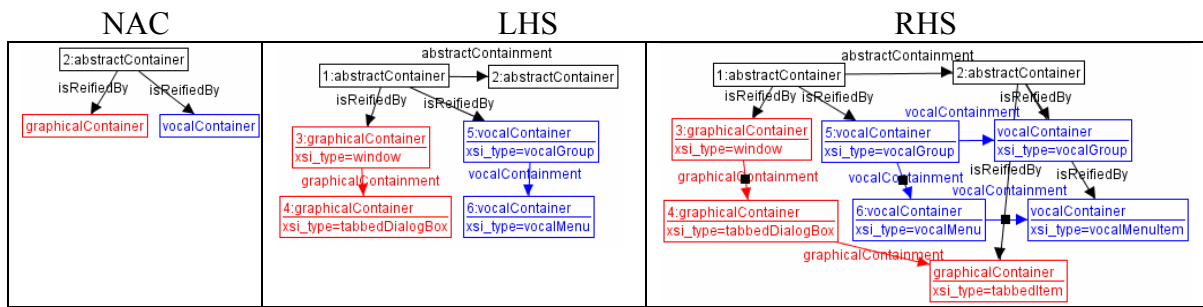 NAC
LHS
RHS
2:abstractContainer
isReifiedBy
isReifiedBy
graphicalContainer
vocalContainer
abstractContainment
1:abstractContainer
2:abstractContainer
isReifiedBy
isReifiedBy
3:graphicalContainer
xsi_type=window
5:vocalContainer
xsi_type=vocalGroup
graphicalContainment
vocalContainment
4:graphicalContainer
xsi_type=tabbedDialogBox
6:vocalContainer
xsi_type=vocalMenu
abstractContainment
1:abstractContainer
2:abstractContainer
isReifiedBy
isReifiedBy
isReifiedBy
vocalContainment
3:graphicalContainer
xsi_type=window
5:vocalContainer
xsi_type=vocalGroup
vocalContainer
xsi_type=vocalGroup
isReifiedBy
isReifiedBy
graphicalContainment
vocalContainment
vocalContainment
4:graphicalContainer
xsi_type=tabbedDialogBox
6:vocalContainer
xsi_type=vocalMenu
vocalContainer
xsi_type=vocalMenuItem
graphicalContainment
graphicalContainer
xsi_type=tabbedItem